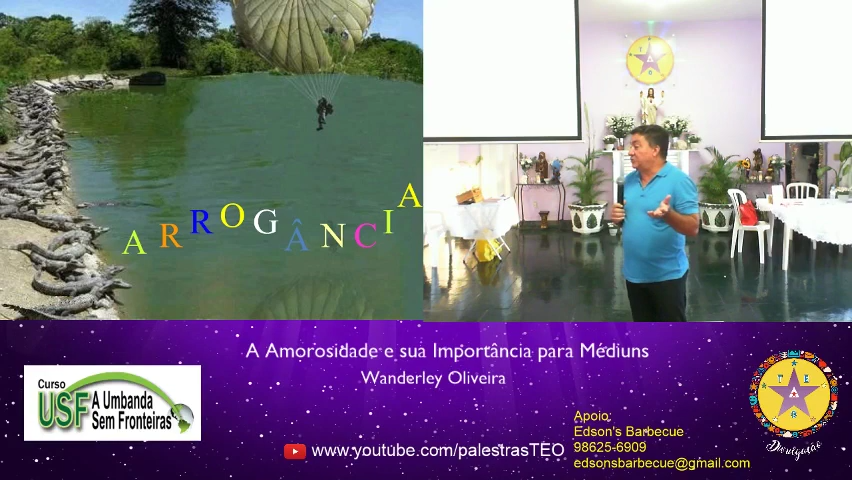 ARROGÂNCIA
A Amorosidade e sua Importância para Médiuns
Wanderley Oliveira
Curso
USF A Umbanda
Sem Fronteiras
www.youtube.com/palestrasTEO
Apoio:
Edson's Barbecue
98625-6909
edsonsbarbecue@gmail.com
Divulgação